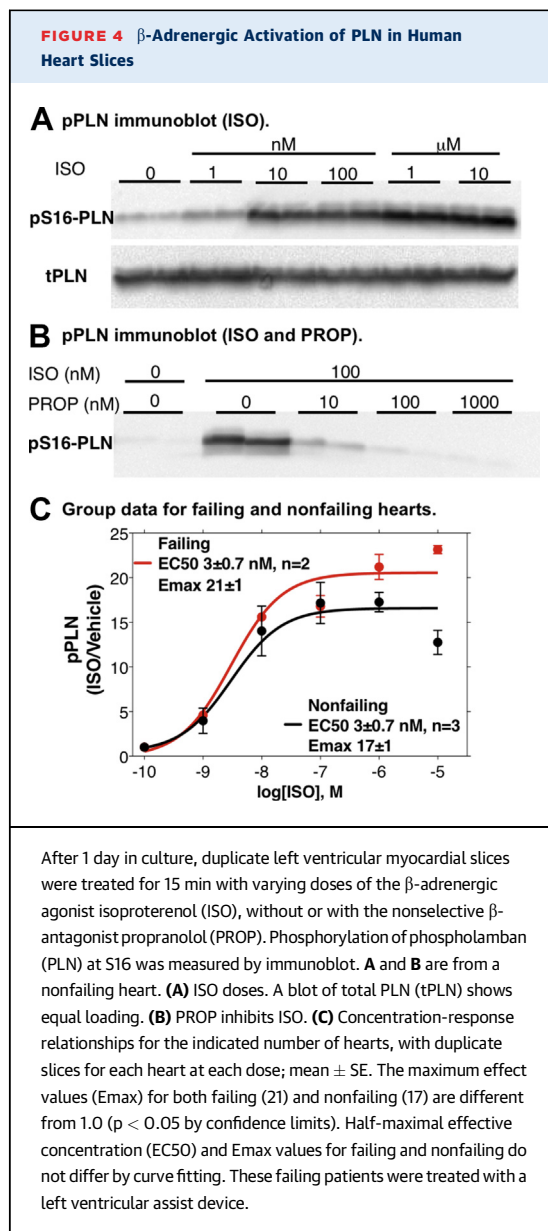 FIGURE 4 β-Adrenergic Activation of PLN in Human
Heart Slices
A pPLN immunoblot (ISO).
nM μM
ISO 0 1 10 100 1 10
pS16-PLN
tPLN
B pPLN immunoblot (ISO and PROP).
ISO (nM) 0 100
PROP (nM) 0 0 10 100 1000
pS16-PLN
C Group data for failing and nonfailing hearts.
25
20
15
10
5
0
pPLN
(ISO/Vehicle)
Failing
EC50 3±0.7 nM, n=2
Emax 21±1
Nonfailing
EC50 3±0.7 nM, n=3
Emax 17±1
-10 -9 -8 -7 -6 -5
log[ISO], M
After 1 day in culture, duplicate left ventricular myocardial slices
were treated for 15 min with varying doses of the β-adrenergic
agonist isoproterenol (ISO), without or with the nonselective β-
antagonist propranolol (PROP). Phosphorylation of phospholamban
(PLN) at S16 was measured by immunoblot. A and B are from a
nonfailing heart. (A) ISO doses. A blot of total PLN (tPLN) shows
equal loading. (B) PROP inhibits ISO. (C) Concentration-response
relationships for the indicated number of hearts, with duplicate
slices for each heart at each dose; mean ± SE. The maximum effect
values (Emax) for both failing (21) and nonfailing (17) are different
from 1.0 (p < 0.05 by confidence limits). Half-maximal effective
concentration (EC50) and Emax values for failing and nonfailing do
not differ by curve fitting. These failing patients were treated with a
left ventricular assist device.